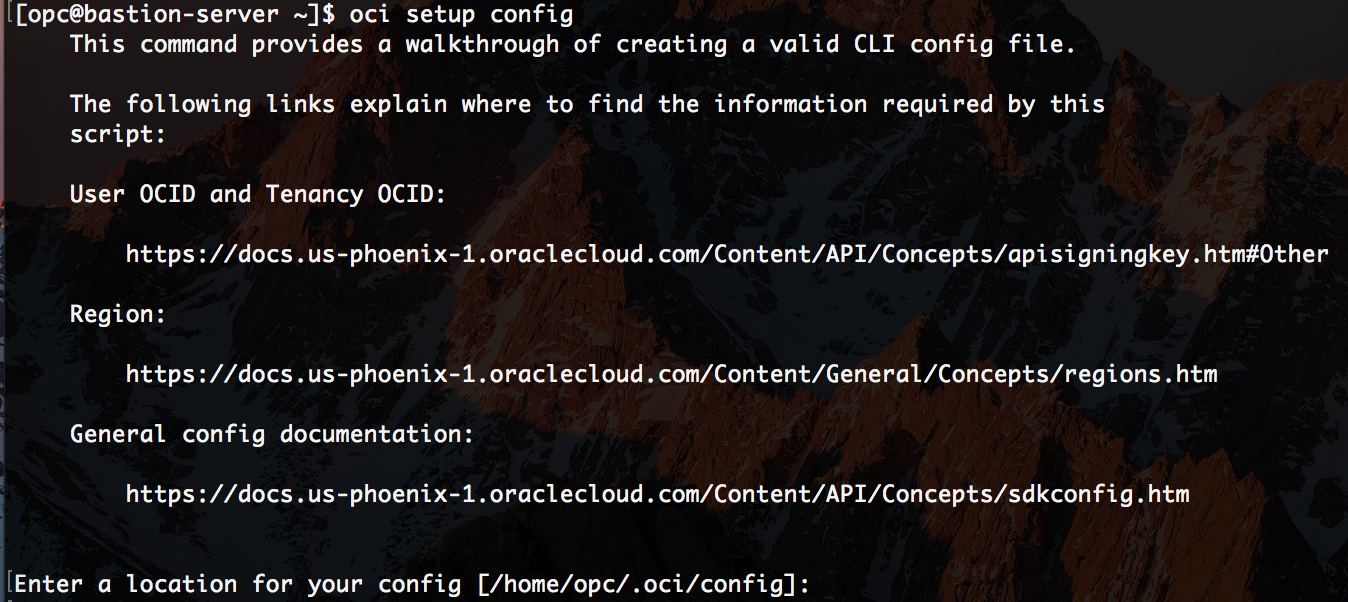 [opc@bastion-server ~]$ oci setup config
This command provides a walkthrough of creating a valid CLI config file.
The following links explain where to find the information required by this
script:
User OCID and Tenancy OCID:
https://docs.us-phoenix-1.oraclecloud.com/Content/API/Concepts/apisigningkey.htm#Other
Region:
https://docs.us-phoenix-1.oraclecloud.com/Content/General/Concepts/regions.htm
General config documentation:
https://docs.us-phoenix-1.oraclecloud.com/Content/API/Concepts/sdkconfig.htm
Enter a location for your config [/home/opc/.oci/config]: